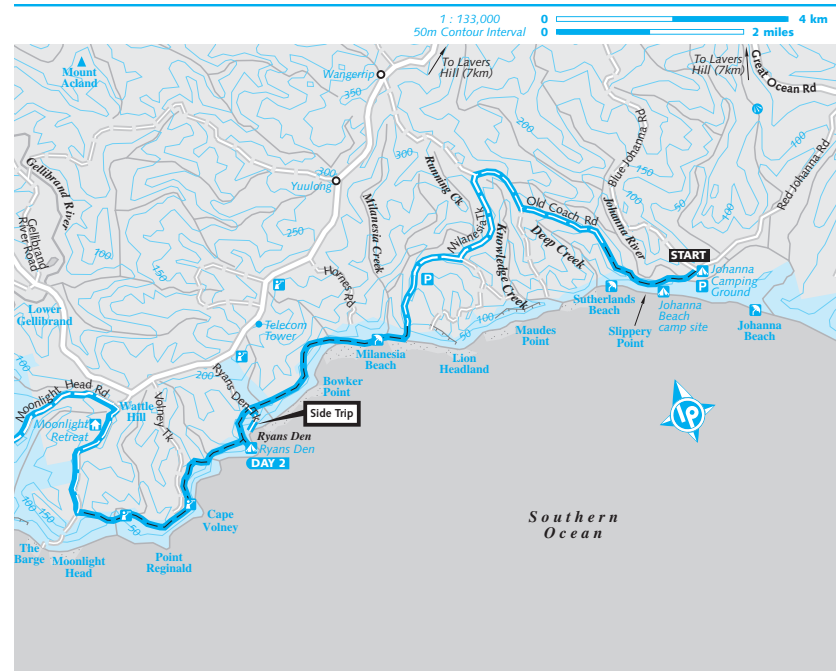 1 : 133,000
50m Contour Interval
0
4 km
0
2 miles
To Lavers
Hill (7km)
To Lavers
Hill (7km)
Great Ocean Rd
Mount
Acland
Wangerrip
350
200
100
300
Running Ck
150
Blue Johanna Rd
Red Johanna Rd
Gellibrand River
300
Yuulong
100
50
100
Milanesia Creek
Milanesia Tk
Old Coach Rd
Johanna River
Gellibrand
River Road
250
Knowledge Creek
Deep Creek
START
100
150
Hornes Rd
P
Johanna
Camping
Ground
P
Lower
Gellibrand
Telecom
Tower
100
50
Sutherlands
Beach
Johanna
Beach
camp site
Slippery
Point
Johanna
Beach
Maudes
Point
Milanesia
Beach
Lion
Headland
100
200
Ryans Den Tk
Bowker
Point
Moonlight Head Rd
Wattle
Hill
Volney Tk
Side Trip
lp
Moonlight
Retreat
Ryans Den
Ryans Den
DAY 2
100
150
50
Cape
Volney
Southern
Ocean
The
Barge
Moonlight
Head
Point
Reginald